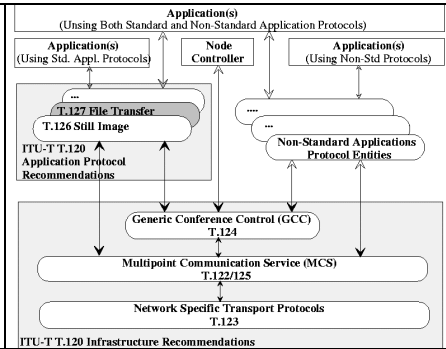 Application(s)
(Unsing Both Standard and Non-Standard Application Protocols)
Application(s)
(Using Std. Appl. Protocols)
Node
Controller
Application(s)
(Using Non-Std Protocols)
...
T.127 File Transfer
T.126 Still Image
ITU-T T.120
Application Protocol
Recommendations
....
...
Non-Standard Applications
Protocol Entities
Generic Conference Control (GCC)
T.124
Multipoint Communication Service (MCS)
T.122/125
Network Specific Transport Protocols
T.123
ITU-T T.120 Infrastructure Recommendations